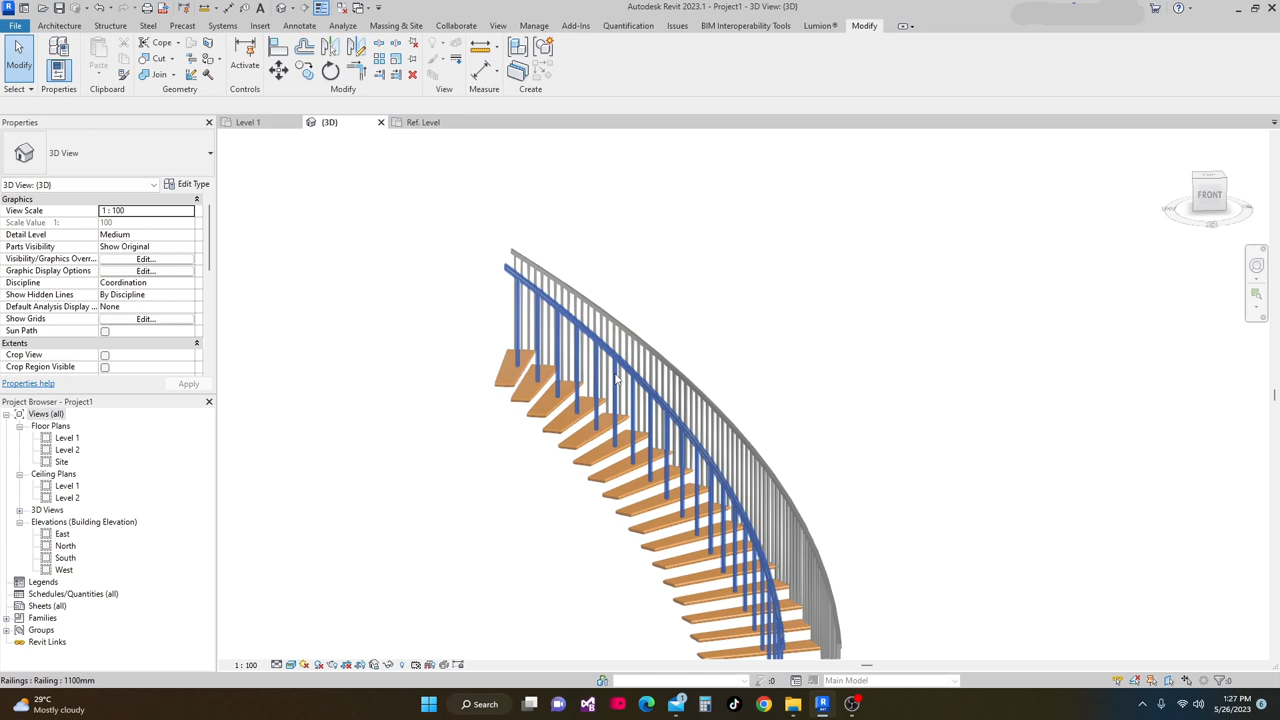 Autodesk Revit 2023.1 - Project1 - 3D View: {3D}
File Architecture Structure Steel Precast Systems Insert Annotate Analyze Massing & Site Collaborate View Manage Add-Ins Quantification Issues BIM Interoperability Tools Lumion® Modify
Modify Properties Paste Cope Cut Join Activate
Select Properties Clipboard Geometry Controls Modify View Measure Create
Properties
Level 1 {3D} Ref. Level
3D View
3D View: {3D} Edit Type
Graphics
View Scale 1 : 100
Scale Value 1: 100
Detail Level Medium
Parts Visibility Show Original
Visibility/Graphics Overr... Edit...
Graphic Display Options Edit...
Discipline Coordination
Show Hidden Lines By Discipline
Default Analysis Display ... None
Show Grids Edit...
Sun Path
Extents
Crop View
Crop Region Visible
Properties help Apply
Project Browser - Project1
Views (all)
Floor Plans
Level 1
Level 2
Site
Ceiling Plans
Level 1
Level 2
3D Views
Elevations (Building Elevation)
East
North
South
West
Legends
Schedules/Quantities (all)
Sheets (all)
Families
Groups
Revit Links
FRONT
1 : 100
Railings : Railing : 1100mm
:0 Main Model :0
29°C
Mostly cloudy
Search
1:27 PM
5/26/2023